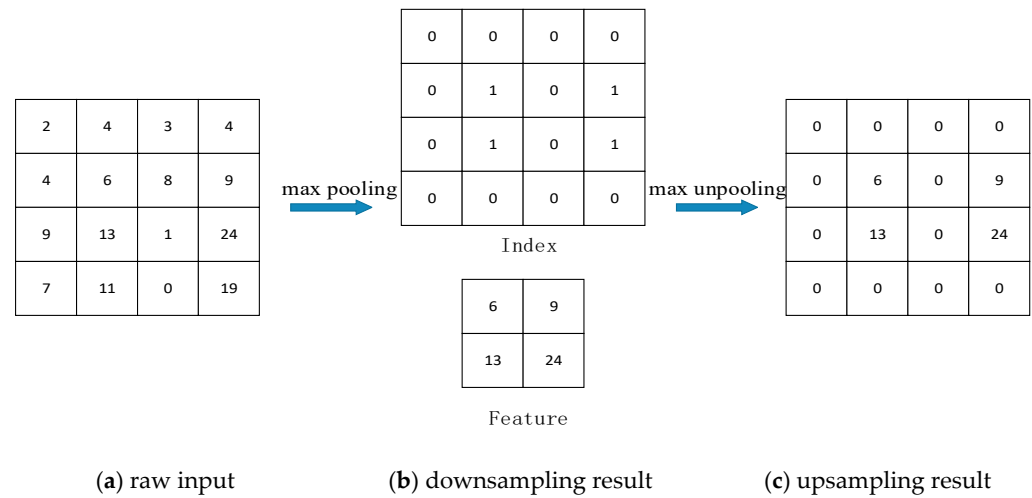 0 0 0 0
0 1 0 1
0 1 0 1
0 0 0 0
Index
2 4 3 4
4 6 8 9
9 13 1 24
7 11 0 19
max pooling
6 9
13 24
Feature
max unpooling
0 0 0 0
0 6 0 9
0 13 0 24
0 0 0 0
(a) raw input
(b) downsampling result
(c) upsampling result